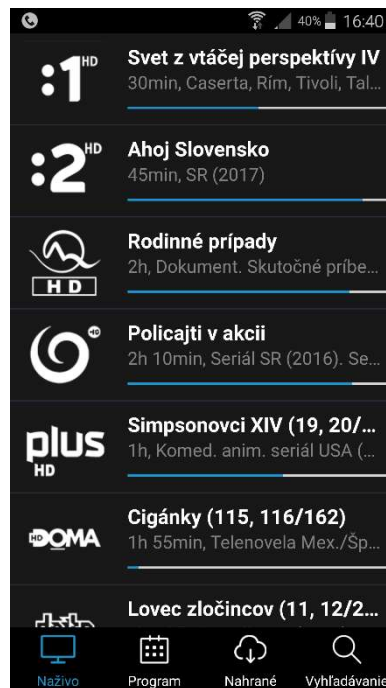 40% 16:40
:1 HD
Svet z vtáčej perspektívy IV
30min, Caserta, Rím, Tivoli, Tal...
:2 HD
Ahoj Slovensko
45min, SR (2017)
HD
Rodinné prípady
2h, Dokument. Skutočné príbe...
HD
Policajti v akcii
2h 10min, Seriál SR (2016). Se...
plus
HD
Simpsonovci XIV (19, 20/...
1h, Komed. anim. seriál USA (...
HD DOMA
Cigánky (115, 116/162)
1h 55min, Telenovela Mex./Šp...
Lovec zločincov (11, 12/2...
Naživo Program Nahrané Vyhľadávanie